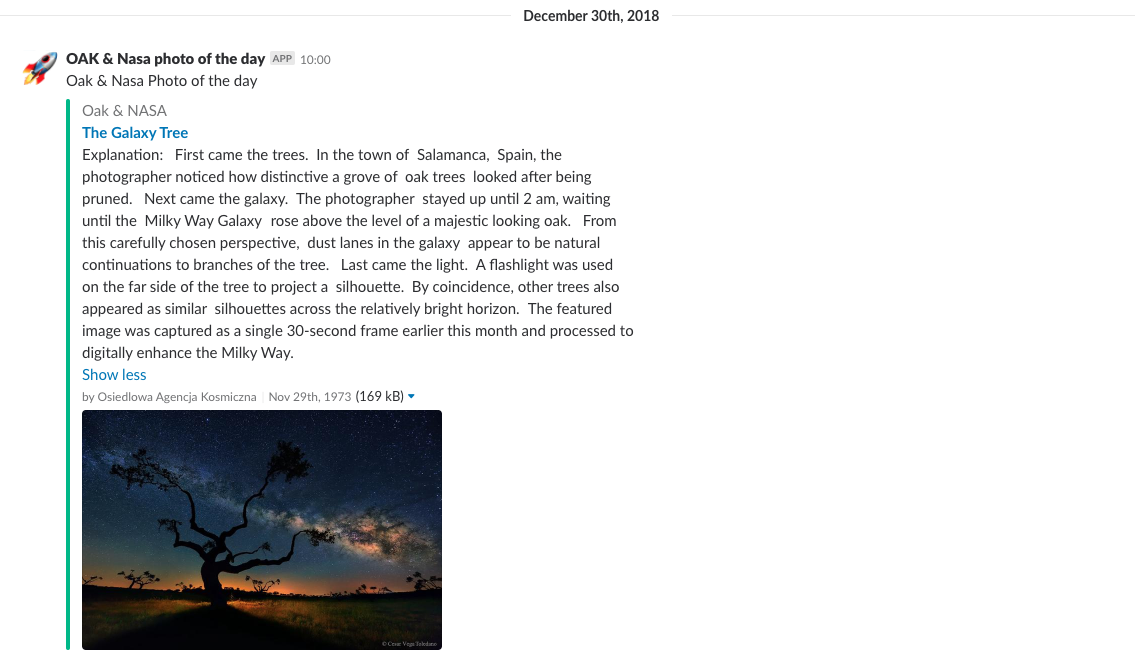 December 30th, 2018
OAK & Nasa photo of the day APP 10:00
Oak & Nasa Photo of the day
Oak & NASA
The Galaxy Tree
Explanation: First came the trees. In the town of Salamanca, Spain, the
photographer noticed how distinctive a grove of oak trees looked after being
pruned. Next came the galaxy. The photographer stayed up until 2 am, waiting
until the Milky Way Galaxy rose above the level of a majestic looking oak. From
this carefully chosen perspective, dust lanes in the galaxy appear to be natural
continuations to branches of the tree. Last came the light. A flashlight was used
on the far side of the tree to project a silhouette. By coincidence, other trees also
appeared as similar silhouettes across the relatively bright horizon. The featured
image was captured as a single 30-second frame earlier this month and processed to
digitally enhance the Milky Way.
Show less
by Osiedlowa Agencja Kosmiczna Nov 29th, 1973 (169 kB)
© Cesar Vega Toledano